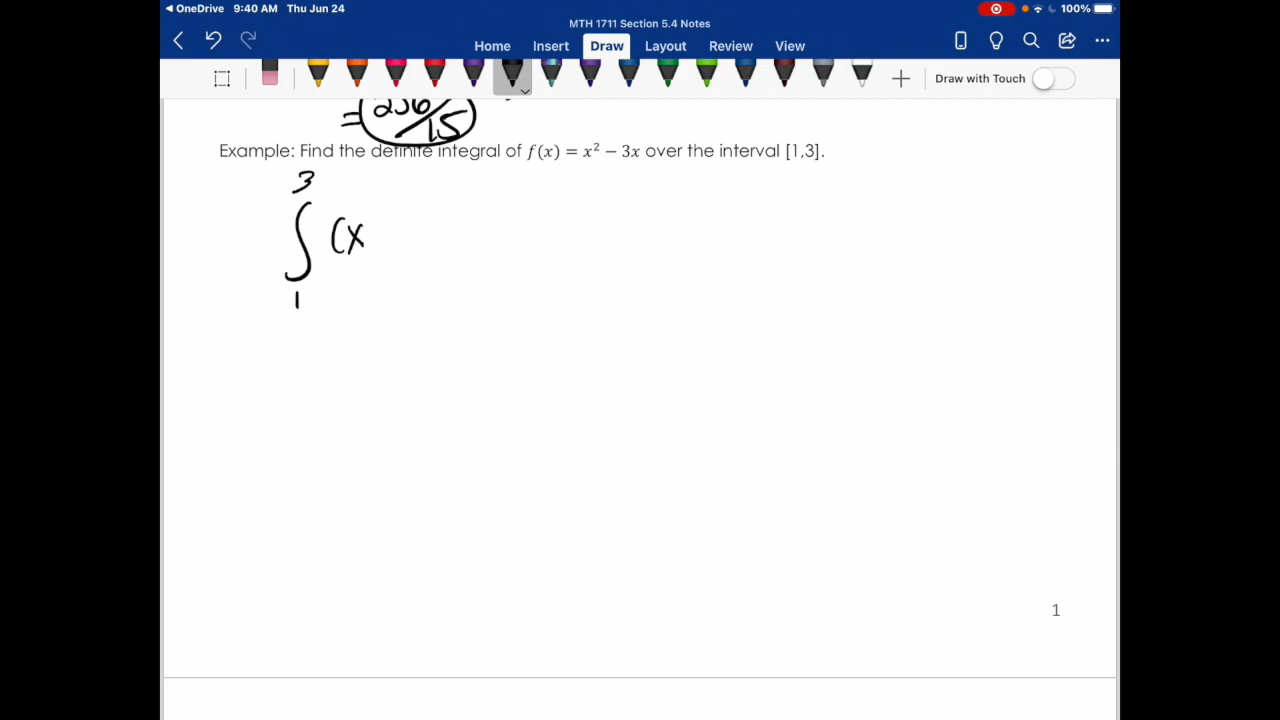 OneDrive 9:40 AM Thu Jun 24 100%
MTH 1711 Section 5.4 Notes
Home Insert Draw Layout Review View
Draw with Touch
= 256/15
Example: Find the definite integral of f(x) = x² − 3x over the interval [1,3].
3
∫ (x
1
1